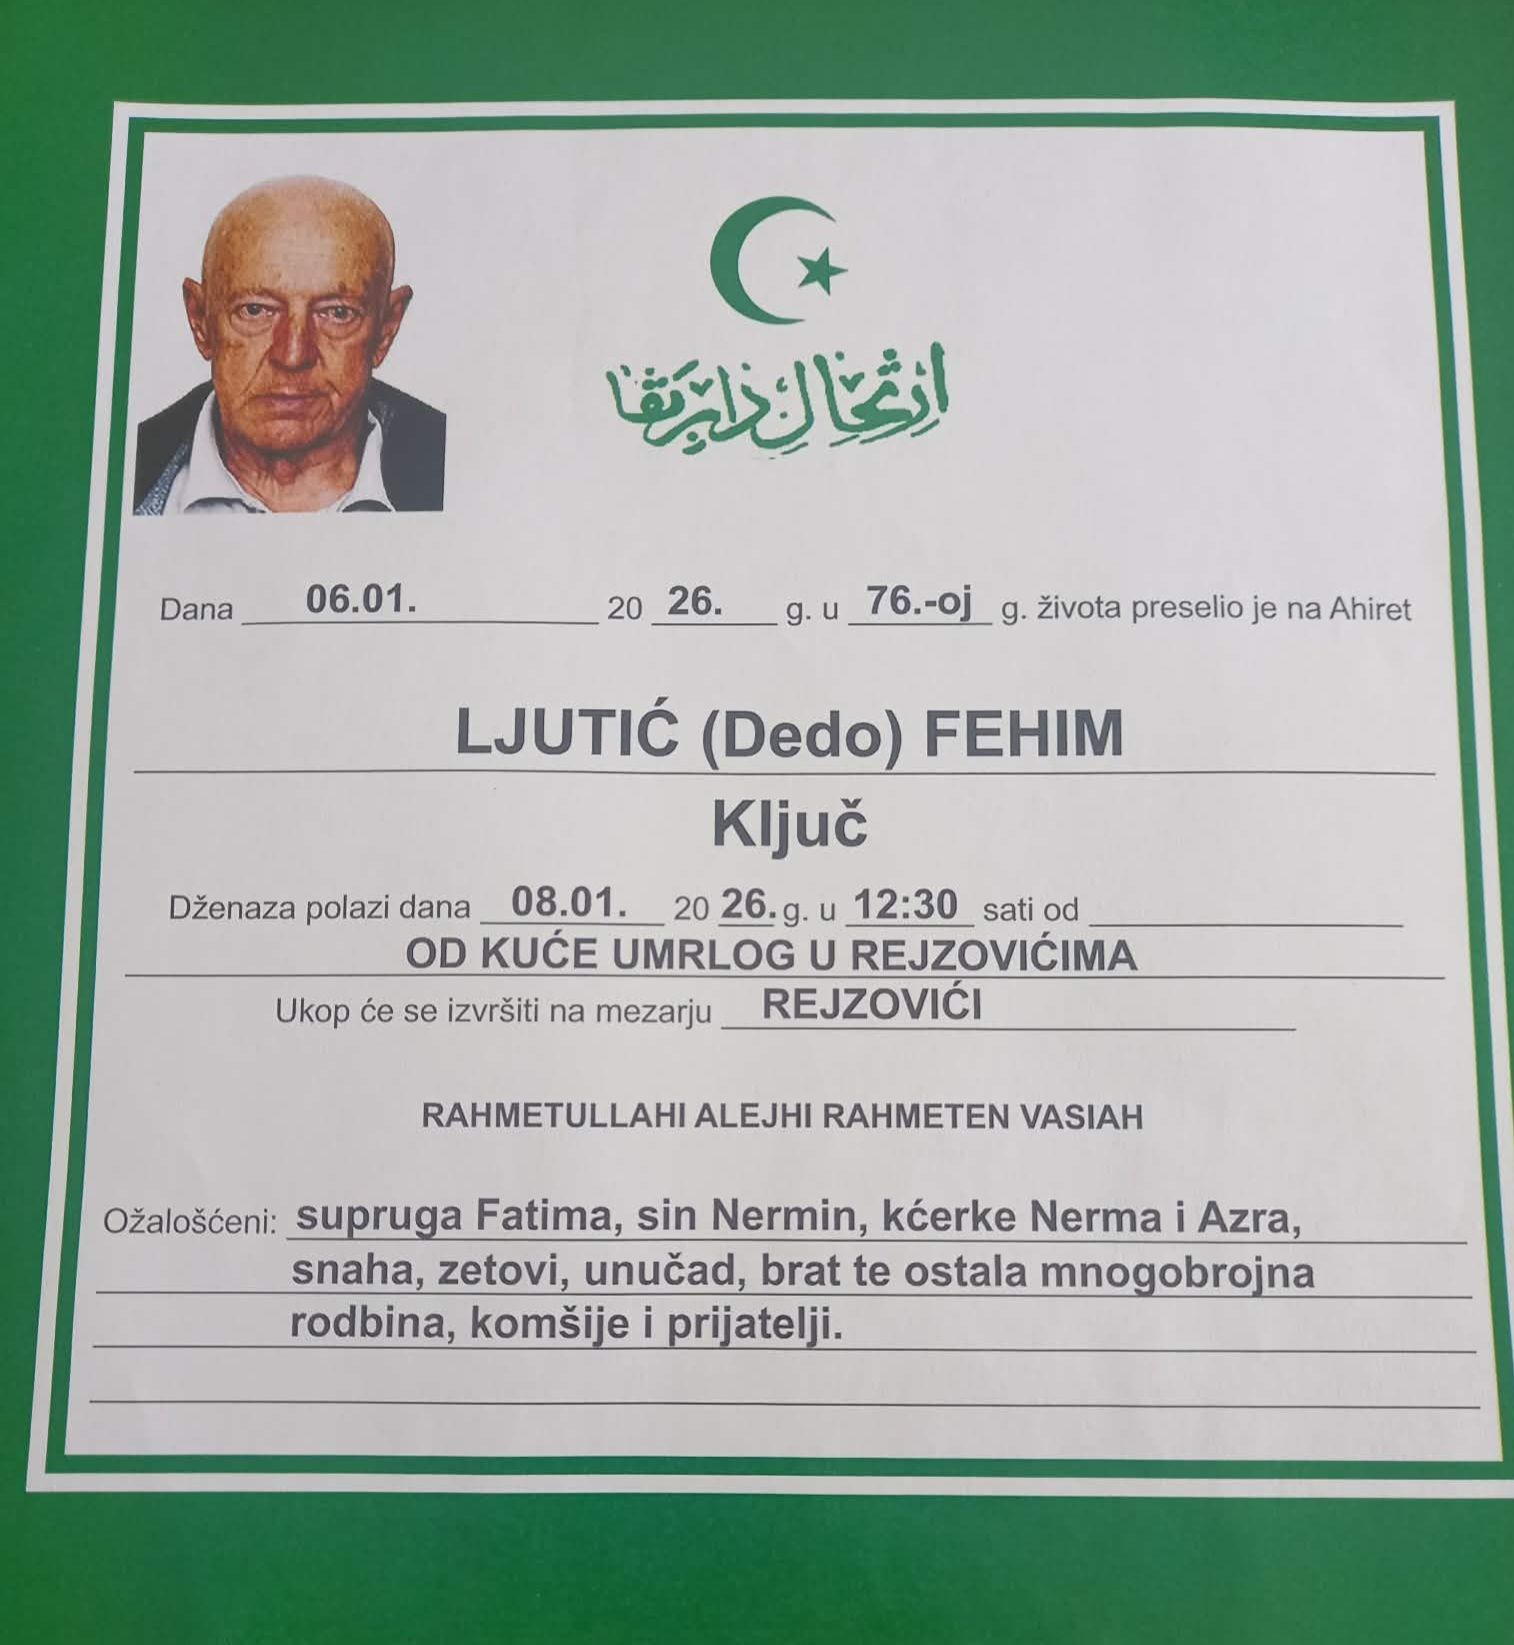 ارتحال دار بقا
Dana 06.01. 20 26. g. u 76.-oj g. života preselio je na Ahiret
LJUTIĆ (Dedo) FEHIM
Ključ
Dženaza polazi dana 08.01. 20 26. g. u 12:30 sati od
OD KUĆE UMRLOG U REJZOVIĆIMA
Ukop će se izvršiti na mezarju REJZOVIĆI
RAHMETULLAHI ALEJHI RAHMETEN VASIAH
Ožalošćeni: supruga Fatima, sin Nermin, kćerke Nerma i Azra,
snaha, zetovi, unučad, brat te ostala mnogobrojna
rodbina, komšije i prijatelji.